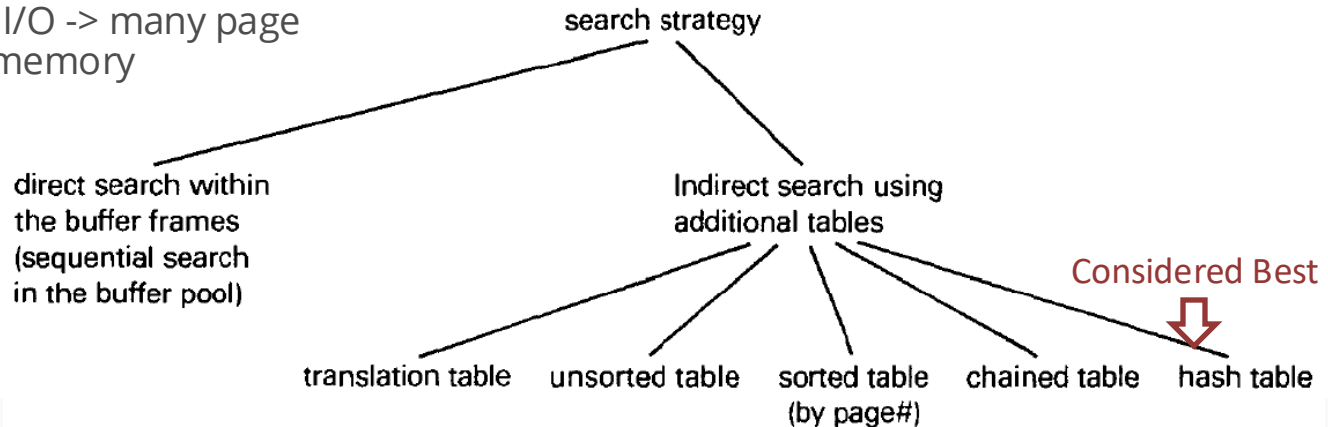 I/O -> many page
memory
search strategy
direct search within
the buffer frames
(sequential search
in the buffer pool)
Indirect search using
additional tables
Considered Best
translation table
unsorted table
sorted table
(by page#)
chained table
hash table